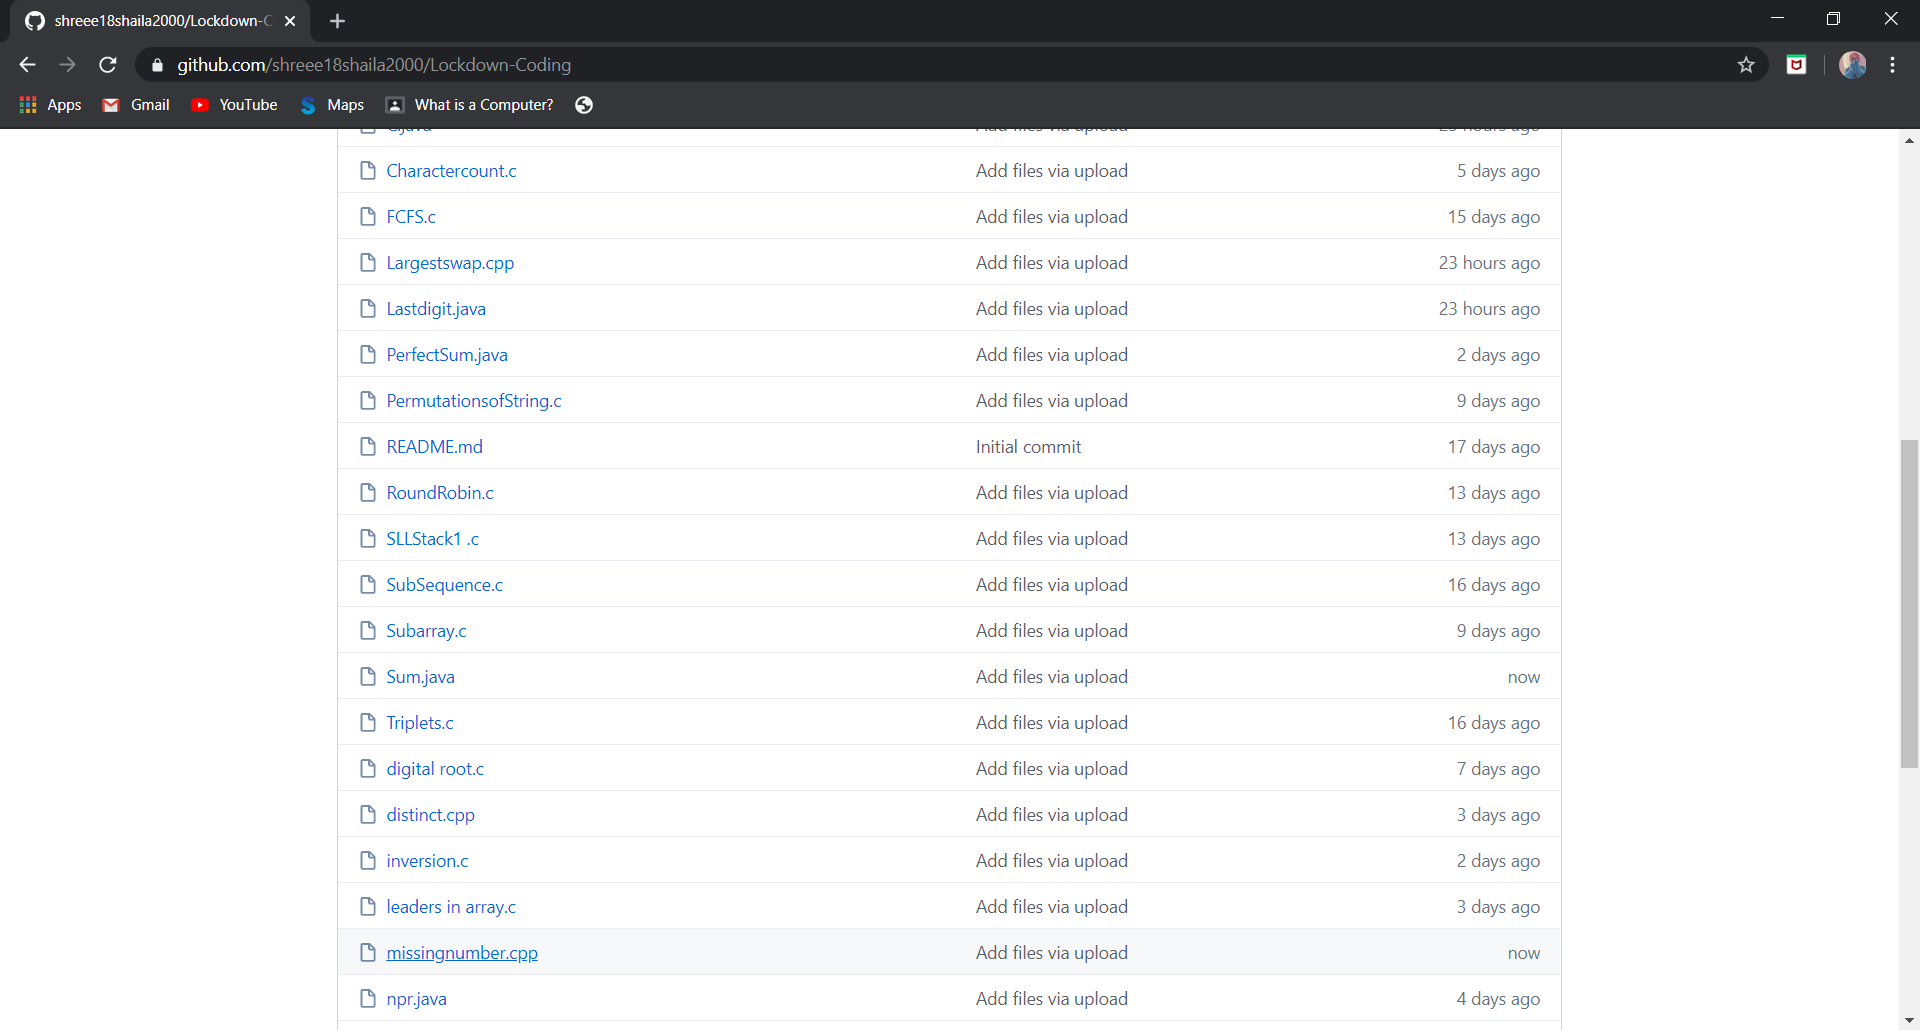 shreee18shaila2000/Lockdown-C
github.com/shreee18shaila2000/Lockdown-Coding
Apps Gmail YouTube Maps What is a Computer?
Charactercount.c Add files via upload 5 days ago
FCFS.c Add files via upload 15 days ago
Largestswap.cpp Add files via upload 23 hours ago
Lastdigit.java Add files via upload 23 hours ago
PerfectSum.java Add files via upload 2 days ago
PermutationsofString.c Add files via upload 9 days ago
README.md Initial commit 17 days ago
RoundRobin.c Add files via upload 13 days ago
SLLStack1 .c Add files via upload 13 days ago
SubSequence.c Add files via upload 16 days ago
Subarray.c Add files via upload 9 days ago
Sum.java Add files via upload now
Triplets.c Add files via upload 16 days ago
digital root.c Add files via upload 7 days ago
distinct.cpp Add files via upload 3 days ago
inversion.c Add files via upload 2 days ago
leaders in array.c Add files via upload 3 days ago
missingnumber.cpp Add files via upload now
npr.java Add files via upload 4 days ago